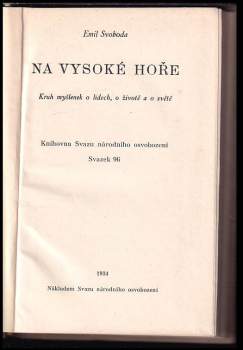 Emil Svoboda
NA VYSOKÉ HOŘE
Kruh myšlenek o lidech, o životě a o světě
Knihovna Svazu národního osvobození
Svazek 96
1934
Nákladem Svazu národního osvobození